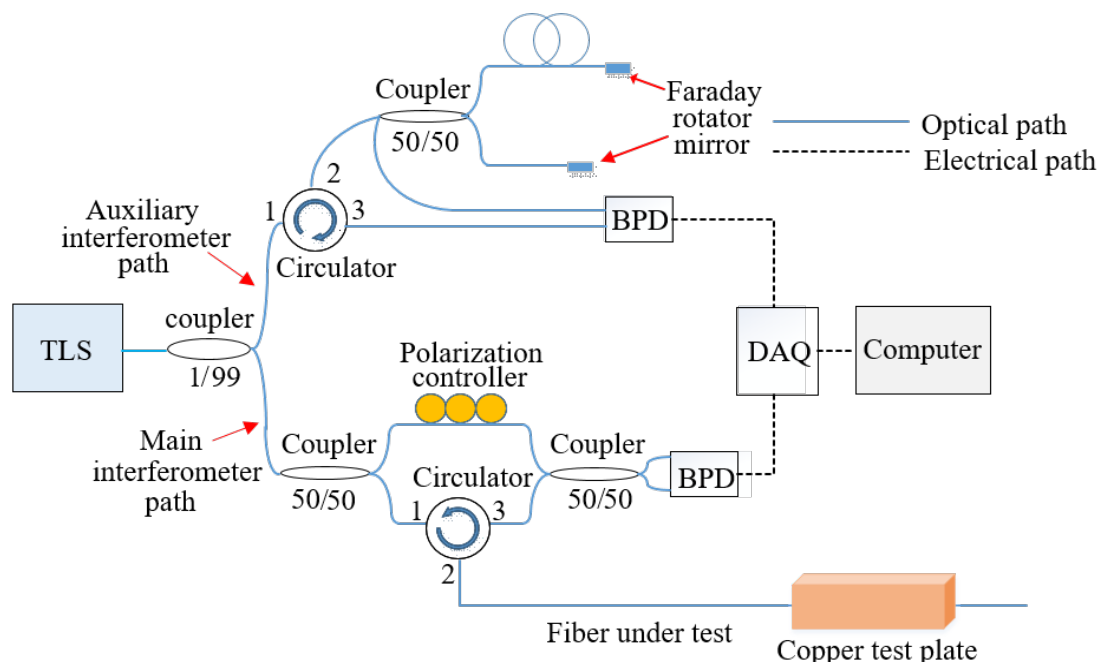 Coupler
50/50
Faraday
rotator
mirror
Optical path
Electrical path
2
1
3
Circulator
BPD
Auxiliary
interferometer
path
TLS
coupler
1/99
DAQ
Computer
Polarization
controller
Main
interferometer
path
Coupler
50/50
Circulator
1
3
2
Coupler
50/50
BPD
Fiber under test
Copper test plate